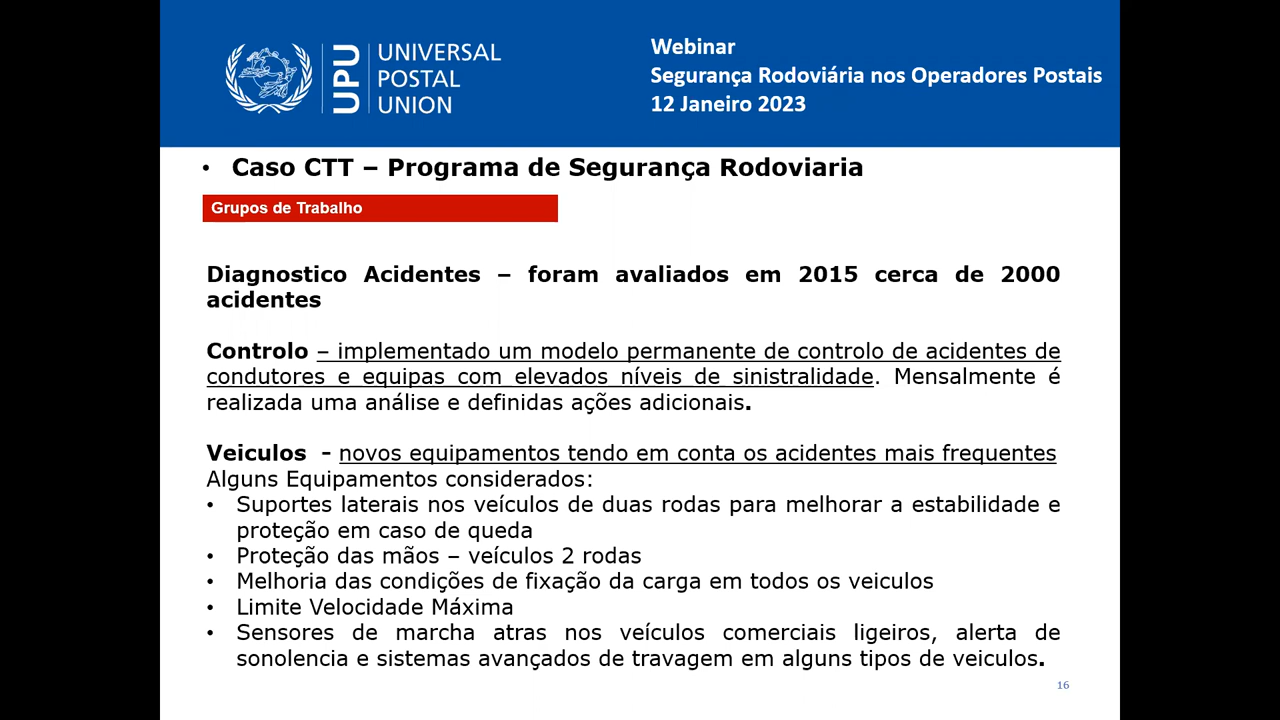 UPU
UNIVERSAL
POSTAL
UNION
Webinar
Segurança Rodoviária nos Operadores Postais
12 Janeiro 2023
• Caso CTT – Programa de Segurança Rodoviaria
Grupos de Trabalho
Diagnostico Acidentes – foram avaliados em 2015 cerca de 2000
acidentes
Controlo – implementado um modelo permanente de controlo de acidentes de
condutores e equipas com elevados níveis de sinistralidade. Mensalmente é
realizada uma análise e definidas ações adicionais.
Veiculos - novos equipamentos tendo em conta os acidentes mais frequentes
Alguns Equipamentos considerados:
• Suportes laterais nos veículos de duas rodas para melhorar a estabilidade e
proteção em caso de queda
• Proteção das mãos – veículos 2 rodas
• Melhoria das condições de fixação da carga em todos os veiculos
• Limite Velocidade Máxima
• Sensores de marcha atras nos veículos comerciais ligeiros, alerta de
sonolencia e sistemas avançados de travagem em alguns tipos de veiculos.
16